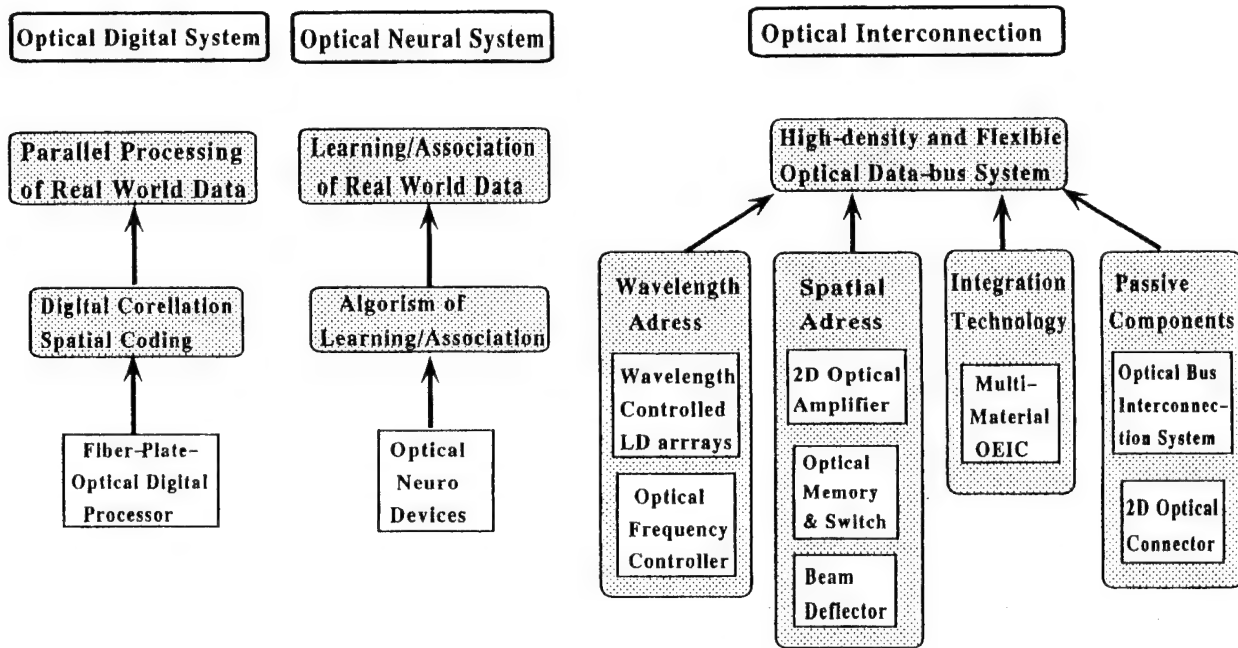 Optical Digital System
Optical Neural System
Optical Interconnection
Parallel Processing
of Real World Data
Learning/Association
of Real World Data
High-density and Flexible
Optical Data-bus System
Digital Corellation
Spatial Coding
Algorism of
Learning/Association
Fiber-Plate-
Optical Digital
Processor
Optical
Neuro
Devices
Wavelength
Adress
Wavelength
Controlled
LD arrrays
Optical
Frequency
Controller
Spatial
Adress
2D Optical
Amplifier
Optical
Memory
& Switch
Beam
Deflector
Integration
Technology
Multi-
Material
OEIC
Passive
Components
Optical Bus
Interconnec-
tion System
2D Optical
Connector